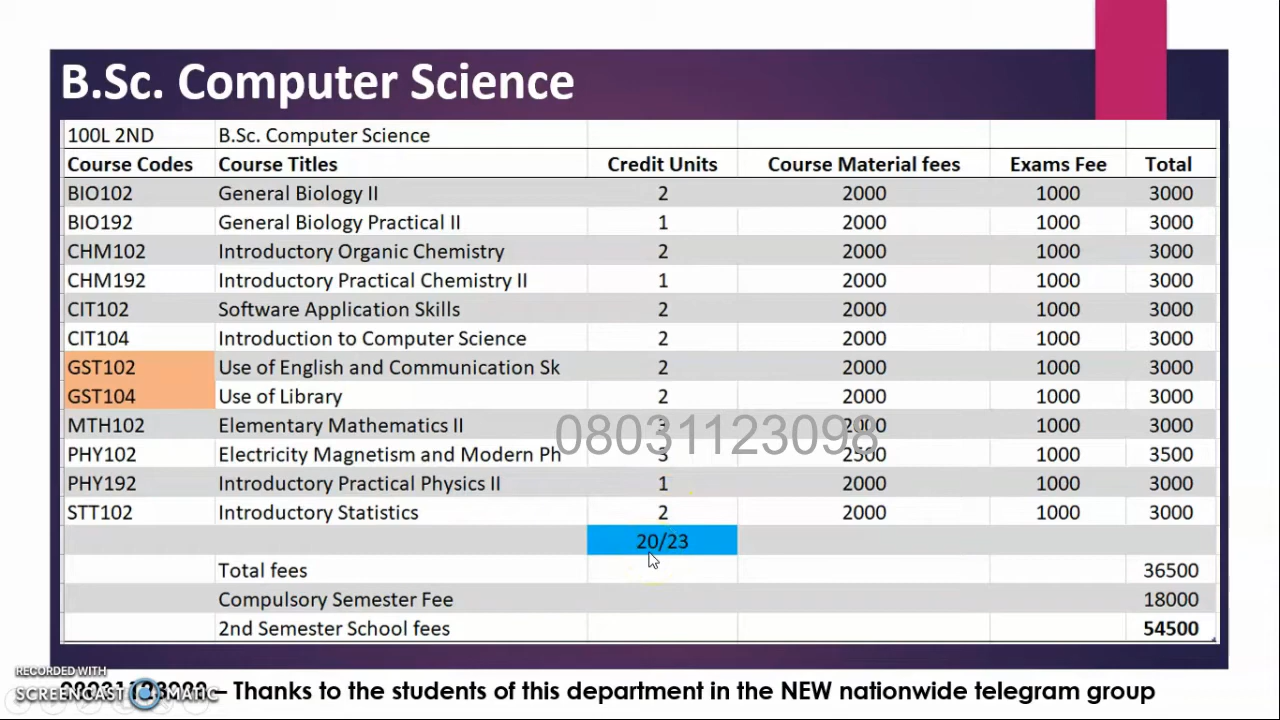 B.Sc. Computer Science
100L 2ND B.Sc. Computer Science
Course Codes Course Titles Credit Units Course Material fees Exams Fee Total
BIO102 General Biology II 2 2000 1000 3000
BIO192 General Biology Practical II 1 2000 1000 3000
CHM102 Introductory Organic Chemistry 2 2000 1000 3000
CHM192 Introductory Practical Chemistry II 1 2000 1000 3000
CIT102 Software Application Skills 2 2000 1000 3000
CIT104 Introduction to Computer Science 2 2000 1000 3000
GST102 Use of English and Communication Sk 2 2000 1000 3000
GST104 Use of Library 2 2000 1000 3000
MTH102 Elementary Mathematics II 3 2000 1000 3000
08031123098
PHY102 Electricity Magnetism and Modern Ph 3 2500 1000 3500
PHY192 Introductory Practical Physics II 1 2000 1000 3000
STT102 Introductory Statistics 2 2000 1000 3000
20/23
Total fees 36500
Compulsory Semester Fee 18000
2nd Semester School fees 54500
RECORDED WITH
SCREENCAST MATIC
– Thanks to the students of this department in the NEW nationwide telegram group